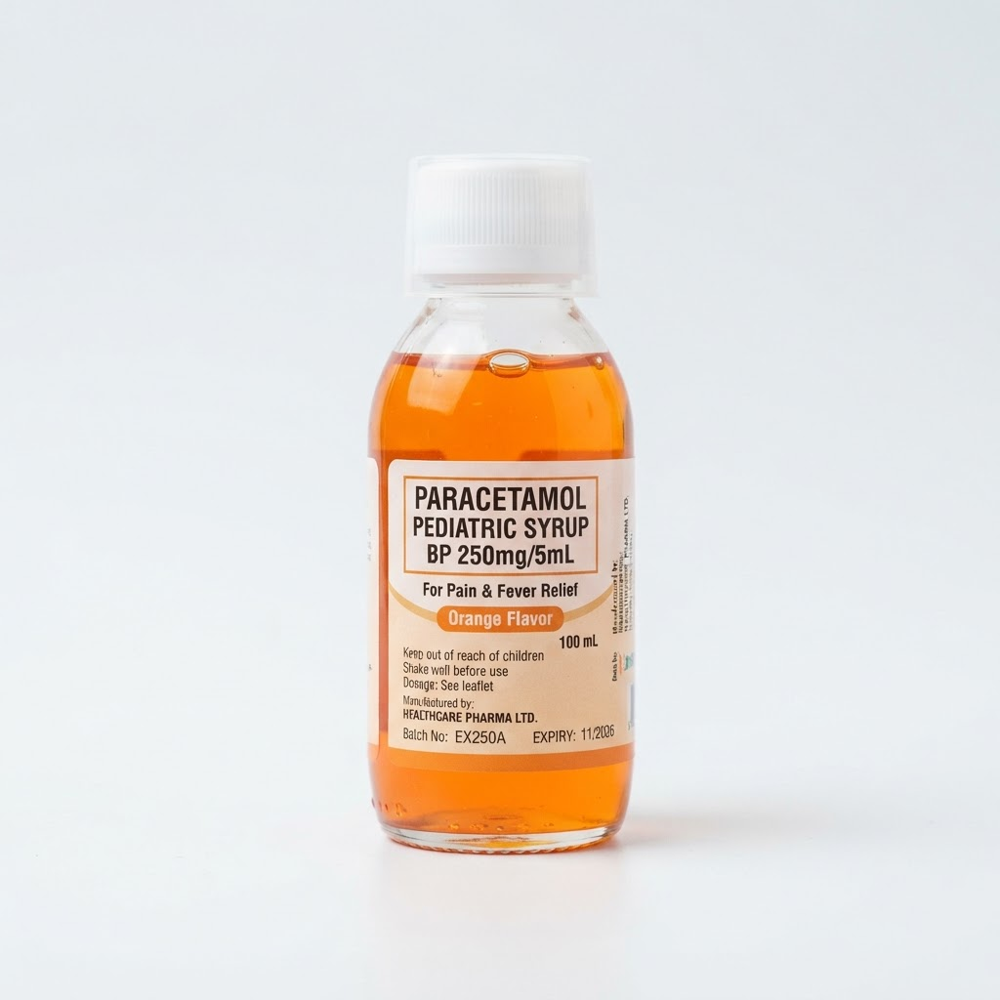 PARACETAMOL
PEDIATRIC SYRUP
BP 250mg/5mL
For Pain & Fever Relief
Orange Flavor
100 mL
Keep out of reach of children
Shake well before use
Dosage: See leaflet
Manufactured by:
HEALTHCARE PHARMA LTD.
Batch No: EX250A EXPIRY: 11/2026